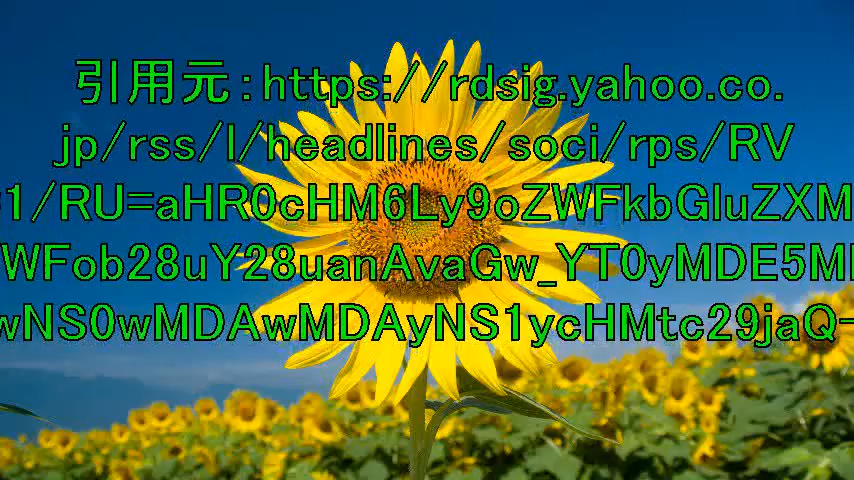 引用元:https://rdsig.yahoo.co.
jp/rss/l/headlines/soci/rps/RV
1/RU=aHR0cHM6Ly9oZWFkbGluZXM
WFob28uY28uanAvaGw_YT0yMDE5M
wNS0wMDAwMDAyNS1ycHMtc29jaQ-